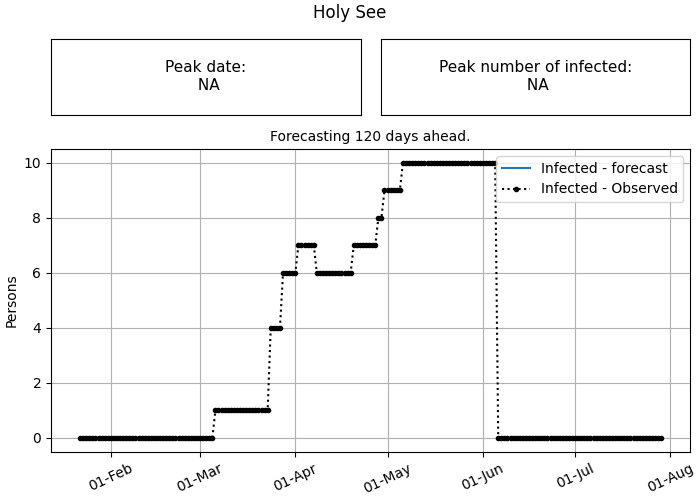 Holy See
Peak date:
NA
Peak number of infected:
NA
Forecasting 120 days ahead.
Infected - forecast
Infected - Observed
Persons
10
8
6
4
2
0
01-Feb
01-Mar
01-Apr
01-May
01-Jun
01-Jul
01-Aug